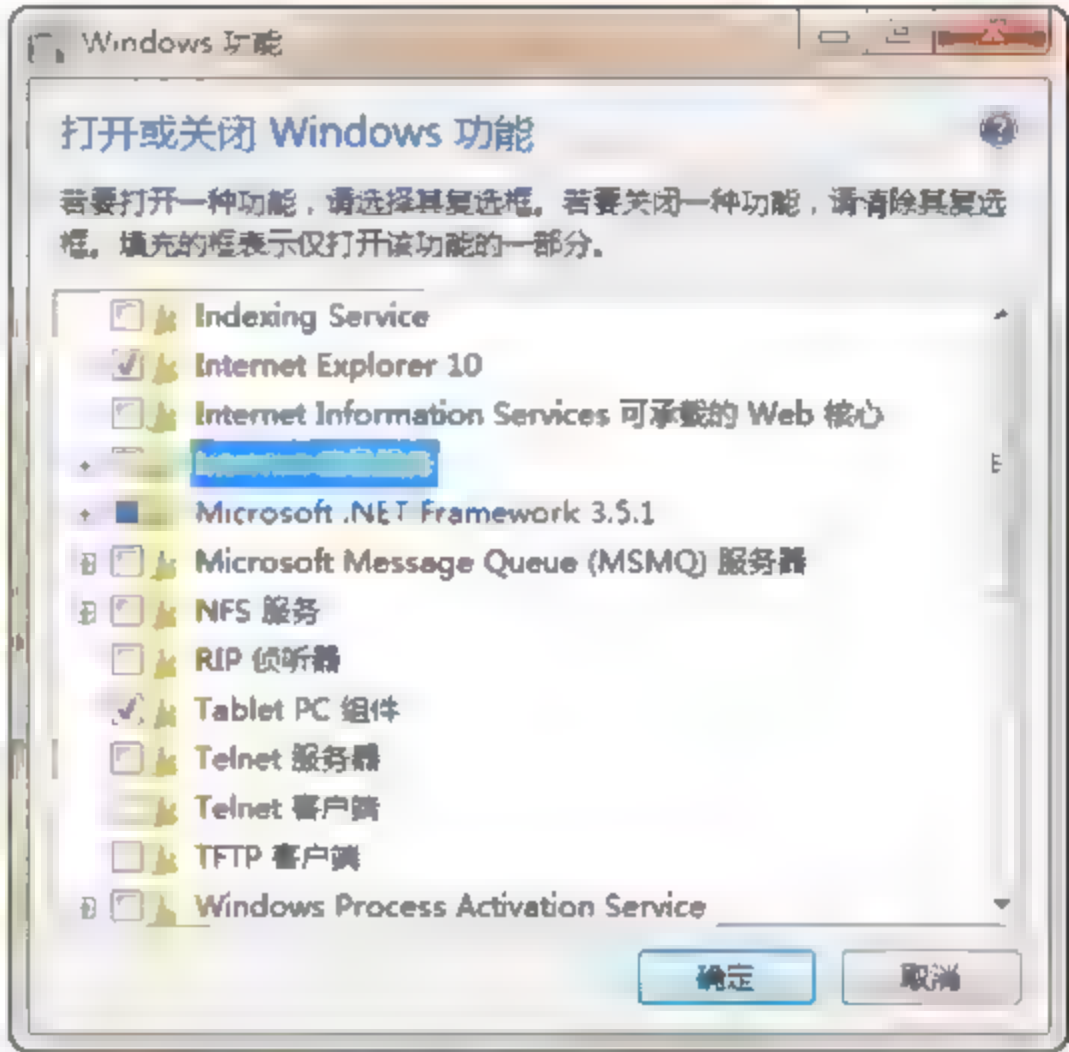 Windows 功能
打开或关闭 Windows 功能
若要打开一种功能，请选择其复选框。若要关闭一种功能，请清除其复选
框。填充的框表示仅打开该功能的一部分。
Indexing Service
Internet Explorer 10
Internet Information Services 可承载的 Web 核心
Microsoft .NET Framework 3.5.1
Microsoft Message Queue (MSMQ) 服务器
NFS 服务
RIP 侦听器
Tablet PC 组件
Telnet 服务器
Telnet 客户端
TFTP 客户端
Windows Process Activation Service
确定
取消